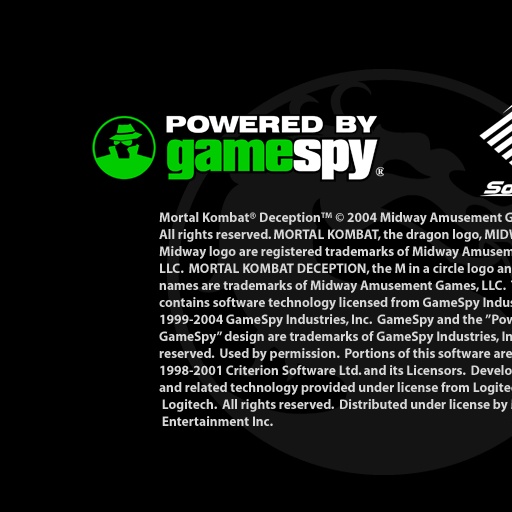 POWERED BY
gamespy®
So
Mortal Kombat® Deception™ © 2004 Midway Amusement G
All rights reserved. MORTAL KOMBAT, the dragon logo, MIDW
Midway logo are registered trademarks of Midway Amusem
LLC. MORTAL KOMBAT DECEPTION, the M in a circle logo an
names are trademarks of Midway Amusement Games, LLC.
contains software technology licensed from GameSpy Indus
1999-2004 GameSpy Industries, Inc. GameSpy and the "Pow
GameSpy" design are trademarks of GameSpy Industries, In
reserved. Used by permission. Portions of this software are
1998-2001 Criterion Software Ltd. and its Licensors. Develo
and related technology provided under license from Logite
Logitech. All rights reserved. Distributed under license by
Entertainment Inc.